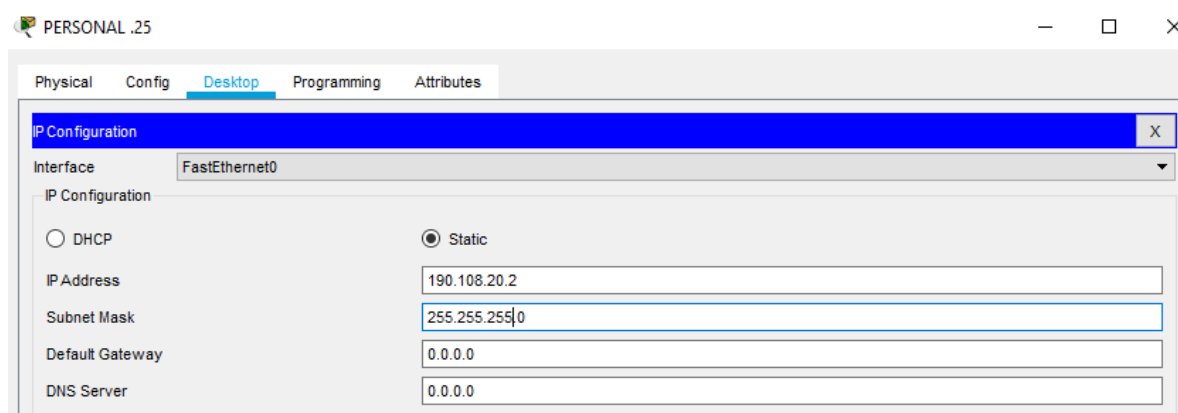 PERSONAL .25
Physical Config Desktop Programming Attributes
IP Configuration X
Interface FastEthernet0
IP Configuration
DHCP Static
IP Address 190.108.20.2
Subnet Mask 255.255.255.0
Default Gateway 0.0.0.0
DNS Server 0.0.0.0